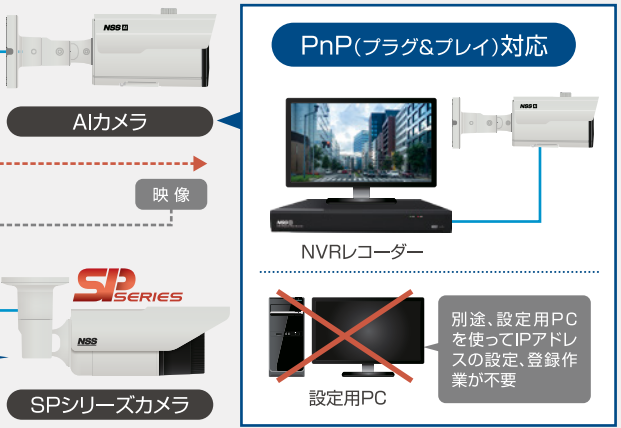 NSS
AIカメラ
映像
SP SERIES
NSS
SPシリーズカメラ
PnP(プラグ&プレイ)対応
NSS
NSS
NVRレコーダー
別途、設定用PC
を使ってIPアドレ
スの設定、登録作
業が不要
設定用PC